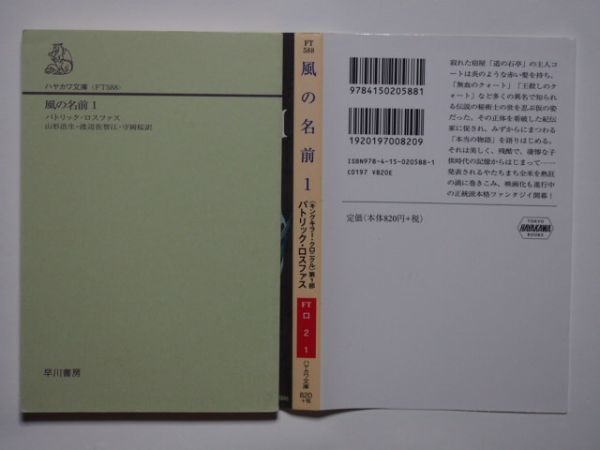 ハヤカワ文庫〈FT588〉
風の名前 1
パトリック・ロスファス
山形浩生・渡辺佐智江・守岡桜訳
早川書房
FT
588
風の名前 1
〈キングキラー・クロニクル〉第1部
パトリック・ロスファス
FT
ロ
2
1
ハヤカワ文庫
820
+税
9784150205881
1920197008209
ISBN978-4-15-020588-1
C0197 ¥820E
定価(本体820円+税)
寂れた宿屋「道の石亭」の主人コ
ートは炎のような赤い髪を持ち、
「無血のクォート」「王殺しのク
ォート」など多くの異名で知られ
る伝説の秘術士の世を忍ぶ仮の姿
だった。その正体を看破した紀伝
家に促され、みずからにまつわる
「本当の物語」を語りはじめる。
それは美しく、残酷で、凄惨な子
供時代の記憶からはじまって……
発表されるやたちまち全米を熱狂
の渦に巻きこみ、映画化も進行中
の正統派本格ファンタジイ開幕！
TOKYO
HAYAKAWA
BOOKS